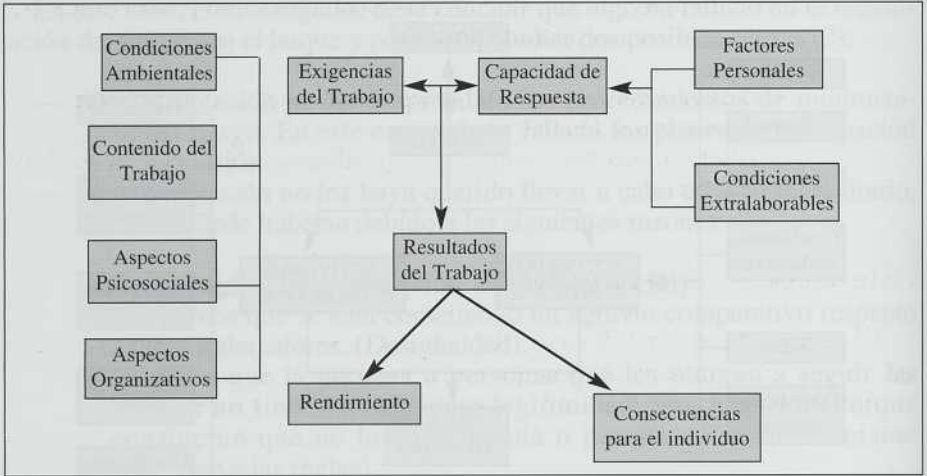 Condiciones
Ambientales
Exigencias
del Trabajo
Capacidad de
Respuesta
Factores
Personales
Contenido del
Trabajo
Condiciones
Extralaborables
Aspectos
Psicosociales
Resultados
del Trabajo
Aspectos
Organizativos
Rendimiento
Consecuencias
para el individuo